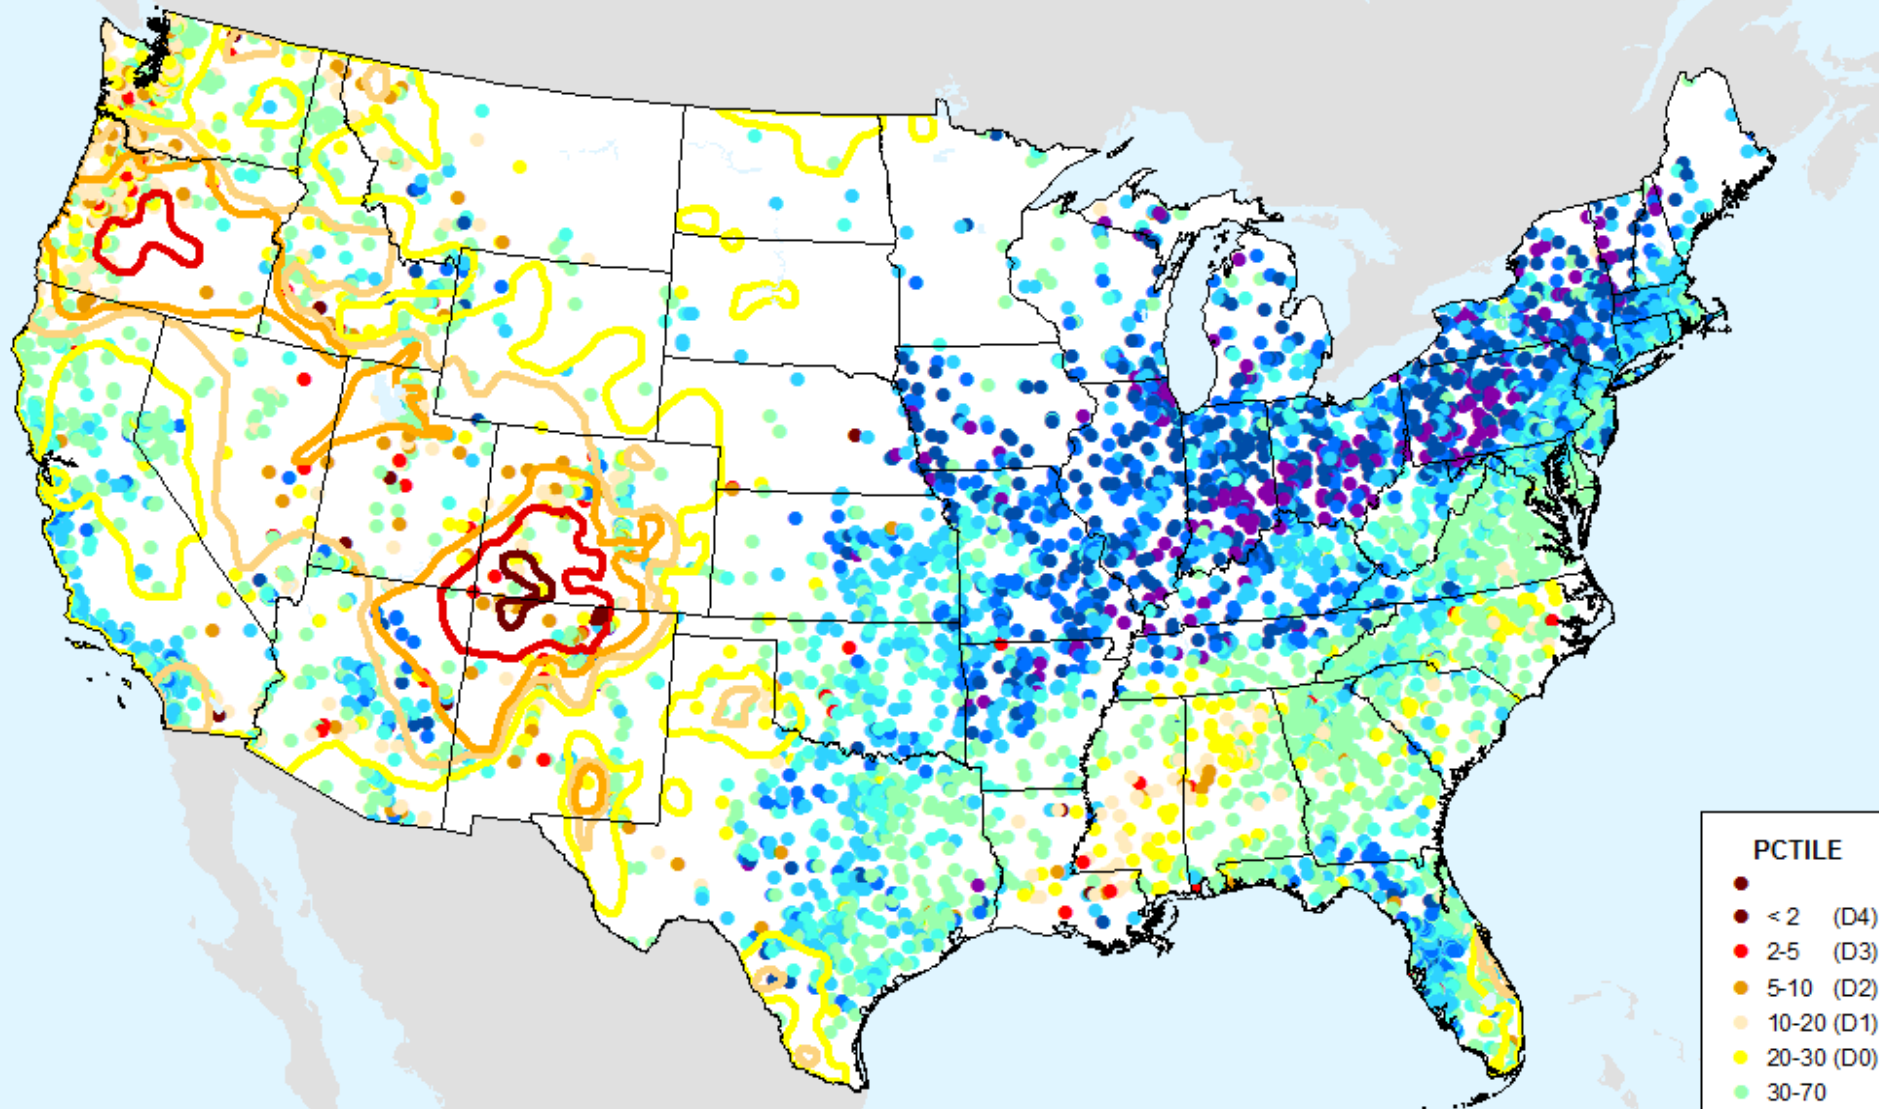 PCTILE
< 2 (D4)
2-5 (D3)
5-10 (D2)
10-20 (D1)
20-30 (D0)
30-70